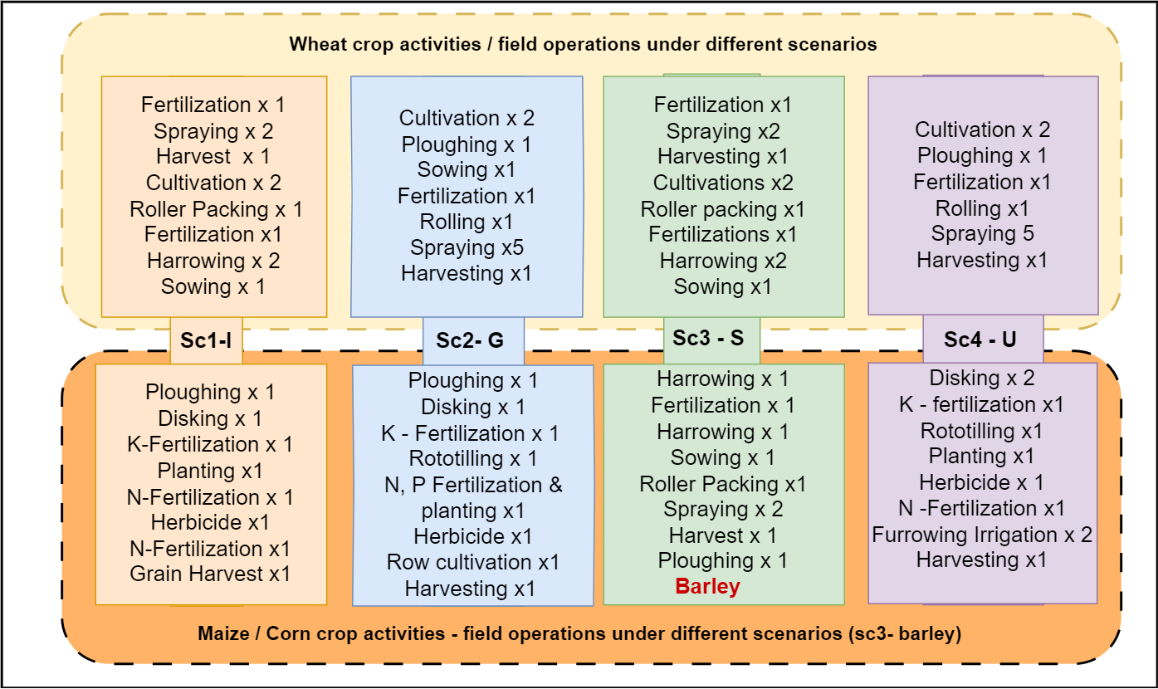 Wheat crop activities / field operations under different scenarios
Fertilization x 1
Spraying x 2
Harvest x 1
Cultivation x 2
Roller Packing x 1
Fertilization x1
Harrowing x 2
Sowing x 1
Cultivation x 2
Ploughing x 1
Sowing x1
Fertilization x1
Rolling x1
Spraying x5
Harvesting x1
Fertilization x1
Spraying x2
Harvesting x1
Cultivations x2
Roller packing x1
Fertilizations x1
Harrowing x2
Sowing x1
Cultivation x 2
Ploughing x 1
Fertilization x1
Rolling x1
Spraying 5
Harvesting x1
Sc1-I
Sc2- G
Sc3 - S
Sc4 - U
Ploughing x 1
Disking x 1
K-Fertilization x 1
Planting x1
N-Fertilization x 1
Herbicide x1
N-Fertilization x1
Grain Harvest x1
Ploughing x 1
Disking x 1
K - Fertilization x 1
Rototilling x 1
N, P Fertilization &
planting x1
Herbicide x1
Row cultivation x1
Harvesting x1
Harrowing x 1
Fertilization x 1
Harrowing x 1
Sowing x 1
Roller Packing x1
Spraying x 2
Harvest x 1
Ploughing x 1
Barley
Disking x 2
K - fertilization x1
Rototilling x1
Planting x1
Herbicide x 1
N -Fertilization x1
Furrowing Irrigation x 2
Harvesting x1
Maize / Corn crop activities - field operations under different scenarios (sc3- barley)